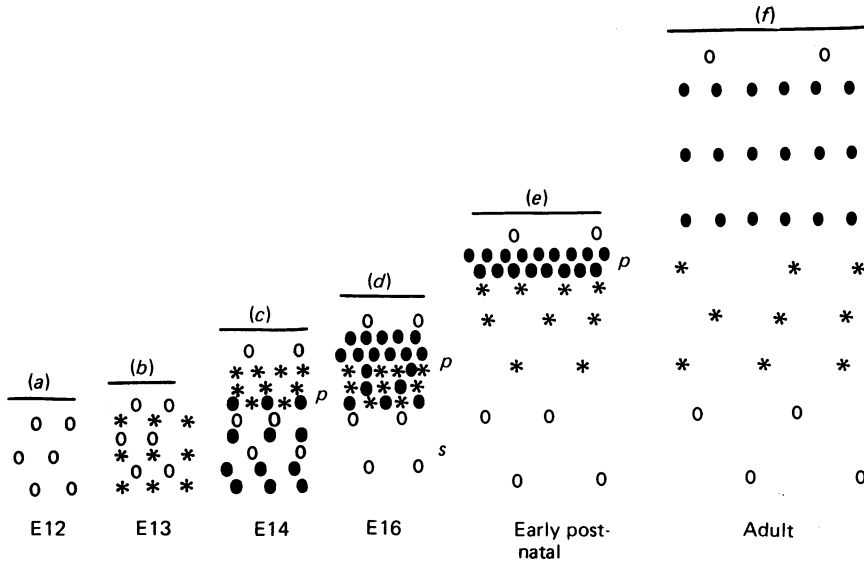 (f)
(e)
p
(d)
p
(c)
p
(b)
(a)
s
E12 E13 E14 E16 Early post-
natal Adult